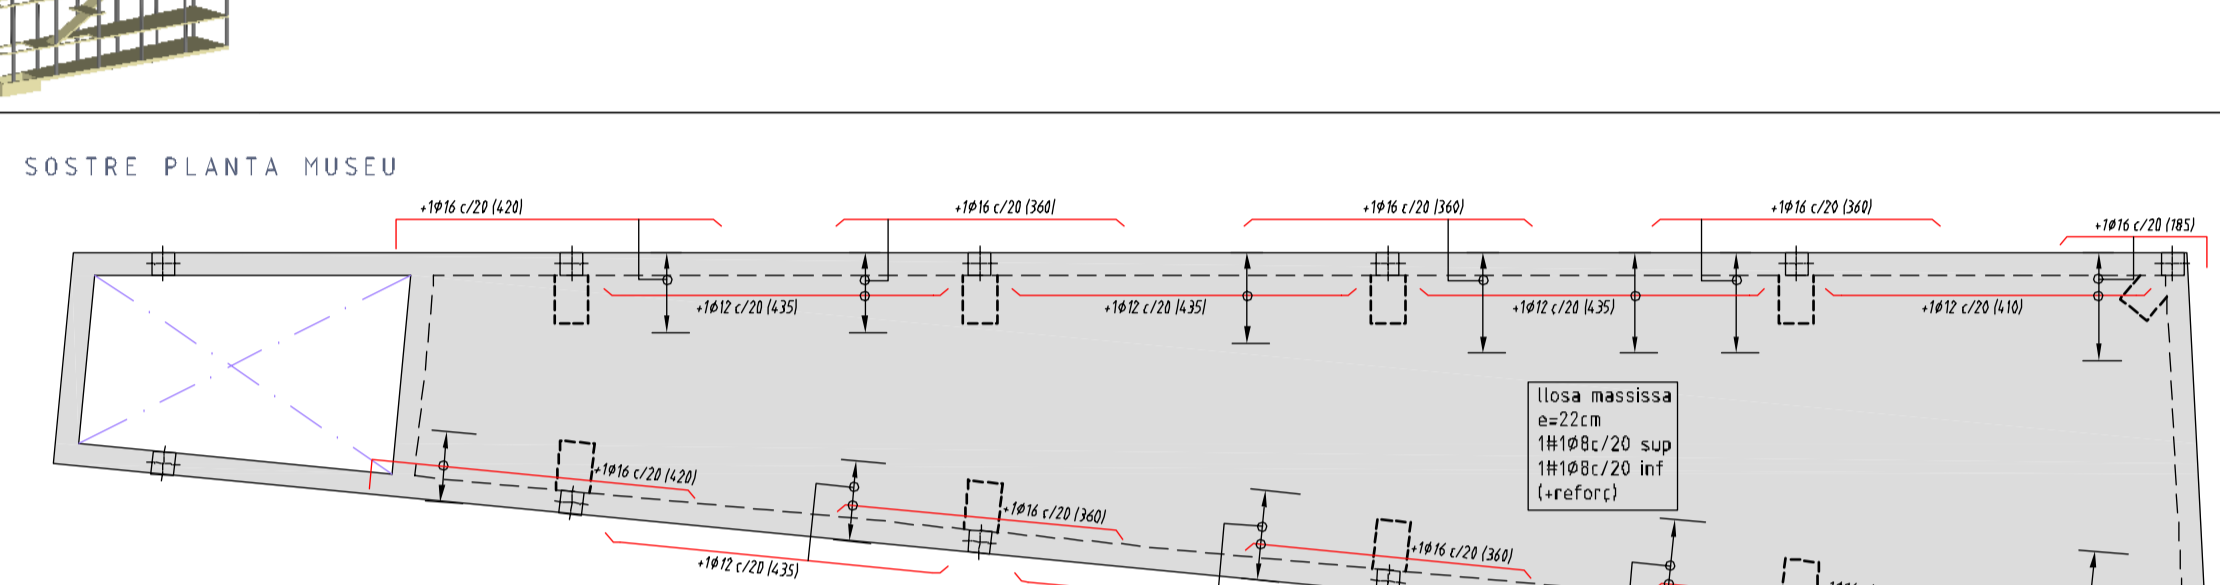 SOSTRE PLANTA MUSEU
+1Ø16 c/20 (420)
+1Ø16 c/20 (360)
+1Ø16 c/20 (360)
+1Ø16 c/20 (360)
+1Ø16 c/20 (185)
+1Ø12 c/20 (435)
+1Ø12 c/20 (435)
+1Ø12 c/20 (435)
+1Ø12 c/20 (410)
llosa massissa
e=22cm
1#1Ø8c/20 sup
1#1Ø8c/20 inf
(+reforç)
+1Ø16 c/20 (420)
+1Ø16 c/20 (360)
+1Ø16 c/20 (360)
+1Ø12 c/20 (435)